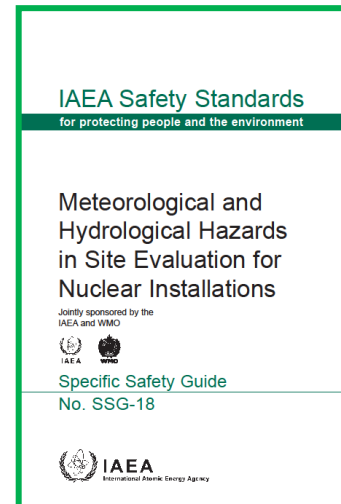 IAEA Safety Standards
for protecting people and the environment
Meteorological and
Hydrological Hazards
in Site Evaluation for
Nuclear Installations
Jointly sponsored by the
IAEA and WMO
IAEA WMO
Specific Safety Guide
No. SSG-18
IAEA
International Atomic Energy Agency